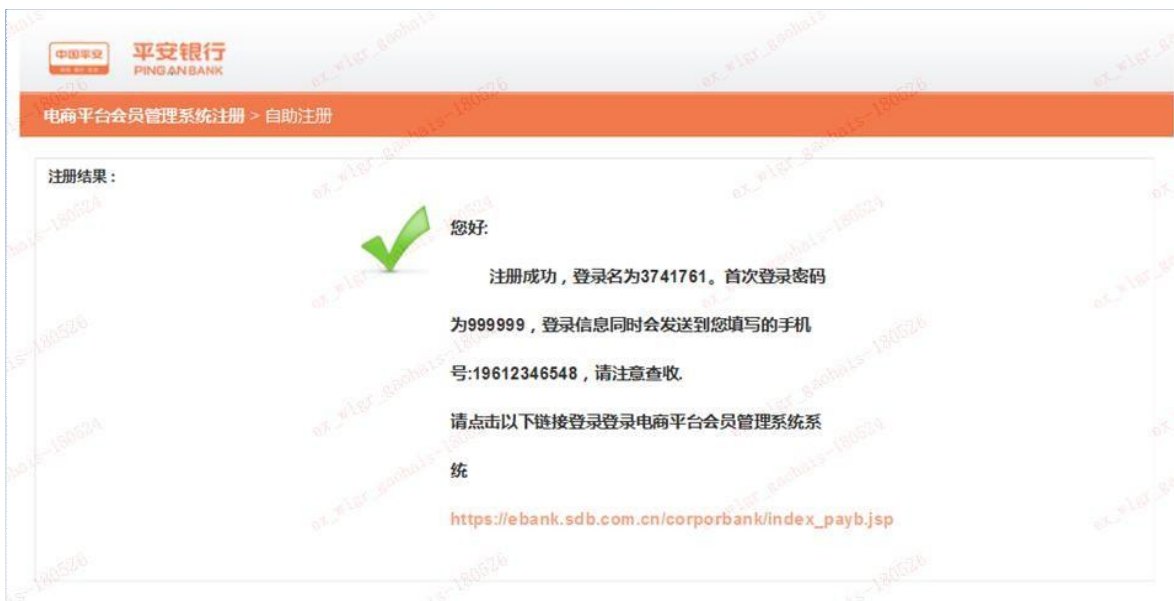 中国平安
平安银行
PING AN BANK
电商平台会员管理系统注册 > 自助注册
注册结果：
您好:
注册成功，登录名为3741761。首次登录密码
为999999，登录信息同时会发送到您填写的手机
号:19612346548，请注意查收.
请点击以下链接登录登录电商平台会员管理系统系
统
https://ebank.sdb.com.cn/corporbank/index_payb.jsp